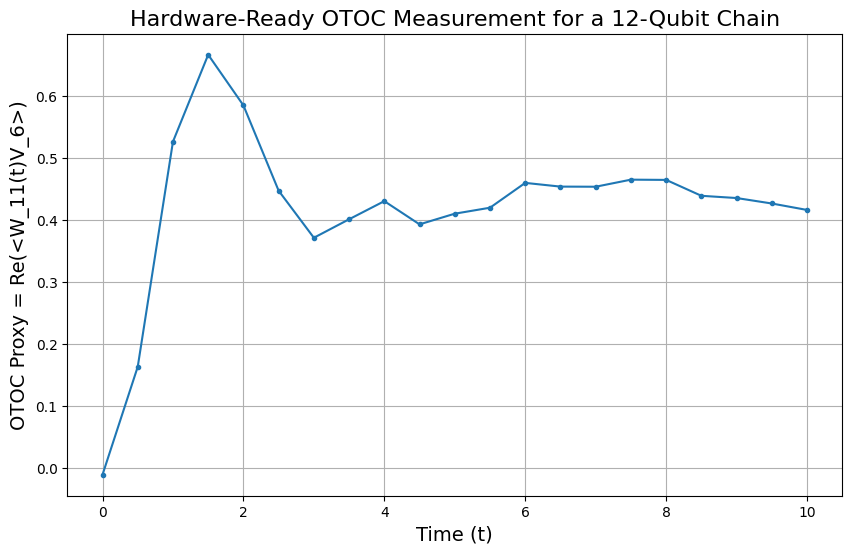 Hardware-Ready OTOC Measurement for a 12-Qubit Chain
OTOC Proxy = Re(<W_11(t)V_6>)
0.6
0.5
0.4
0.3
0.2
0.1
0.0
0 2 4 6 8 10
Time (t)